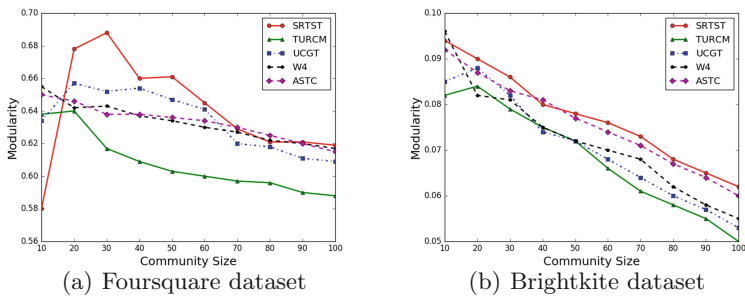 0.70
0.68
0.66
0.64
0.62
0.60
0.58
0.56
Modularity
10 20 30 40 50 60 70 80 90 100
Community Size
SRTST
TURCM
UCGT
W4
ASTC
(a) Foursquare dataset
0.10
0.09
0.08
0.07
0.06
0.05
Modularity
10 20 30 40 50 60 70 80 90 100
Community Size
SRTST
TURCM
UCGT
W4
ASTC
(b) Brightkite dataset